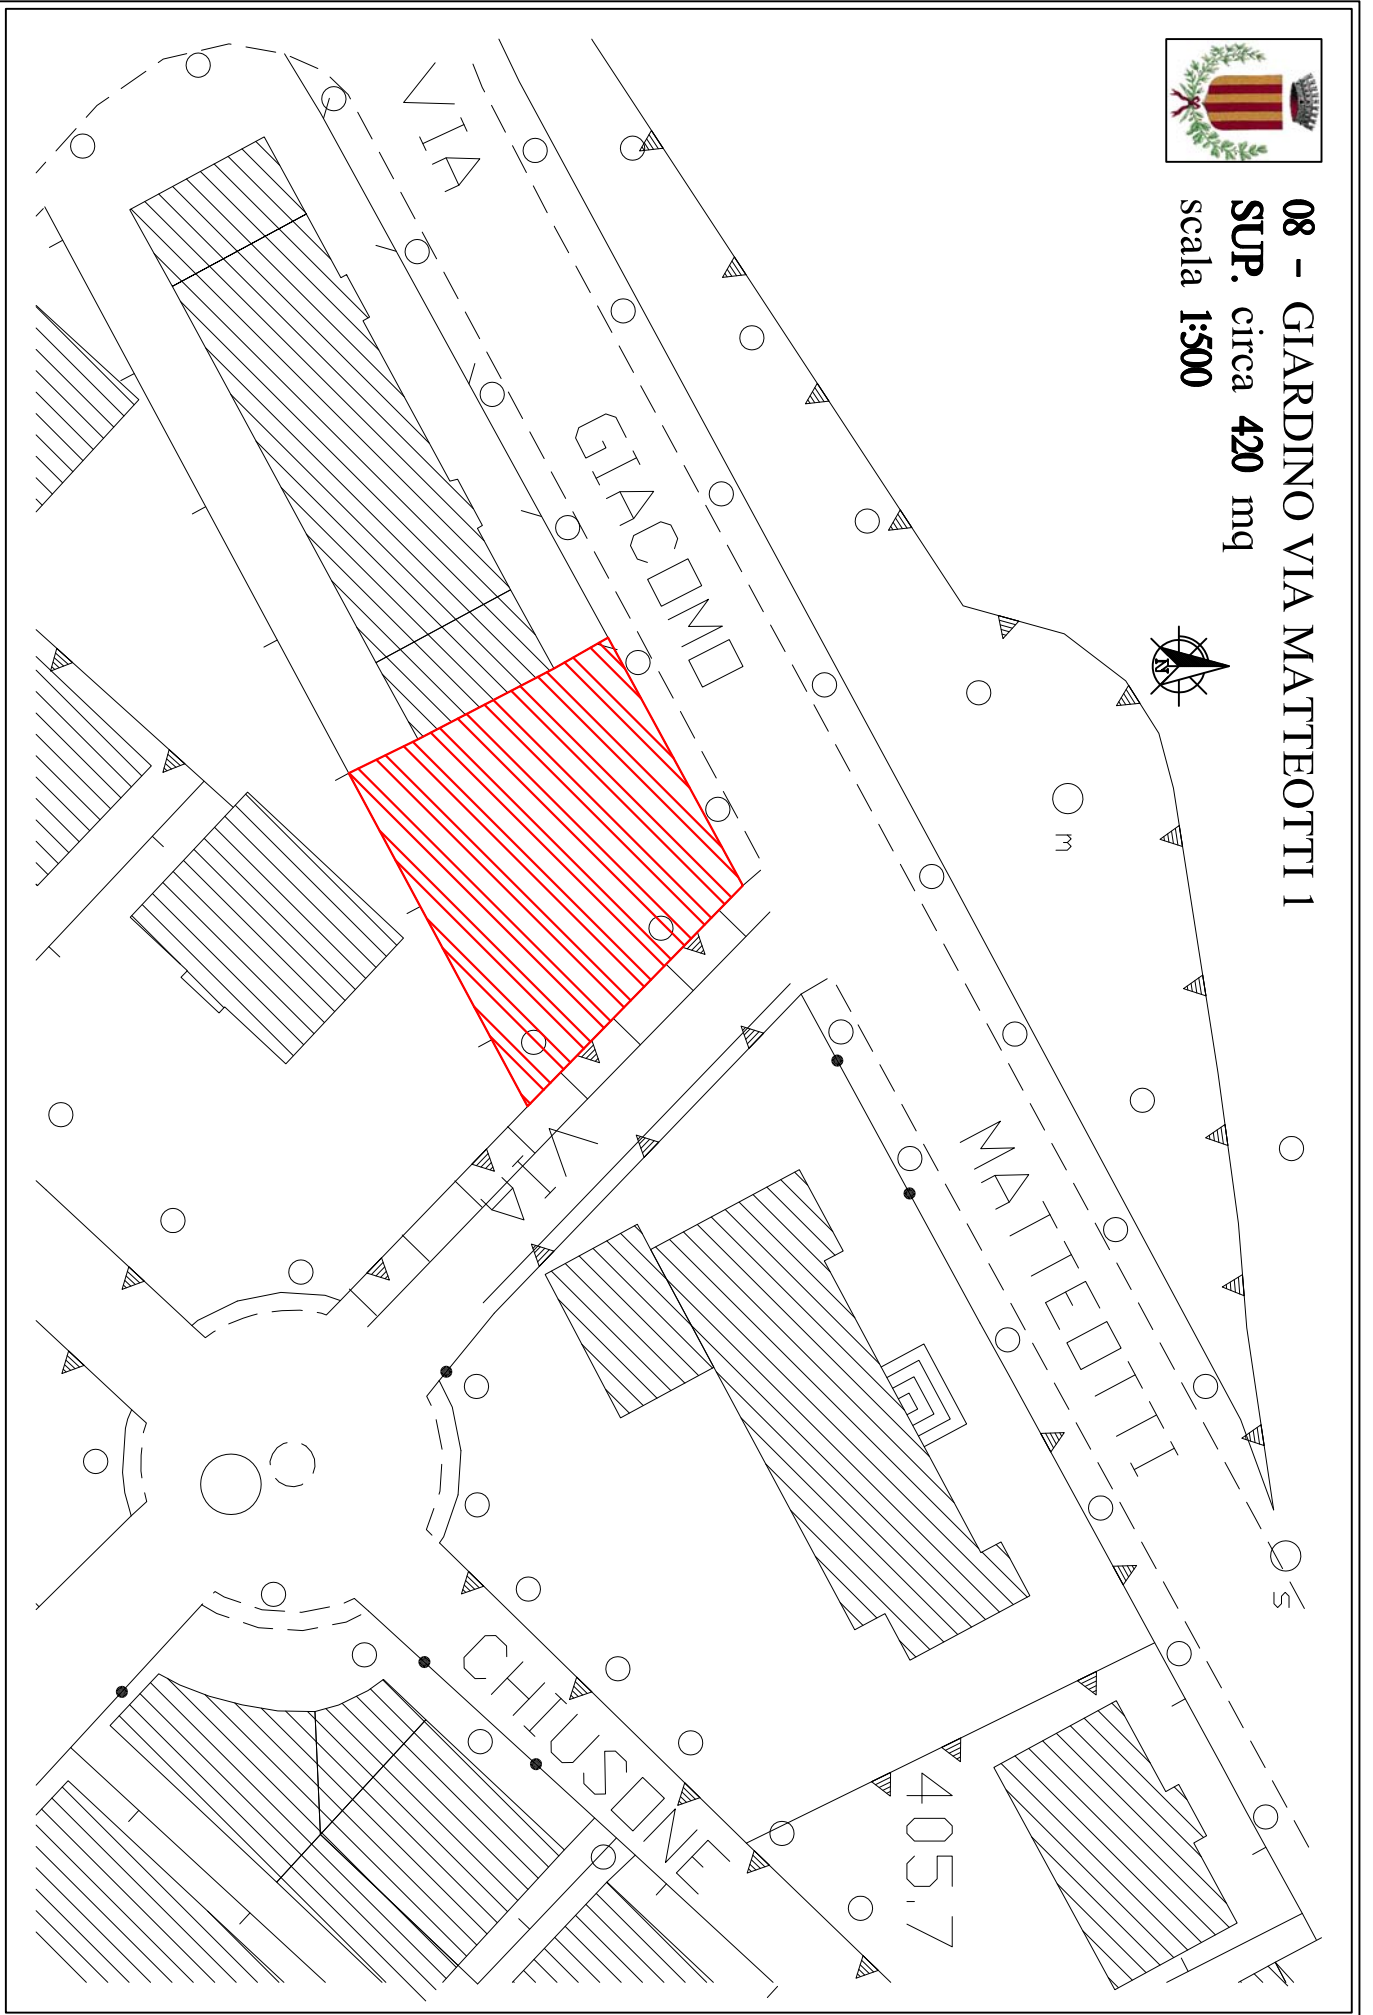 08 - GIARDINO VIA MATTEOTTI 1
SUP. circa 420 mq
scala 1:500
N
VIA GIACOMO MATTEOTTI
m
s
VIA CHIUSONE
405.7